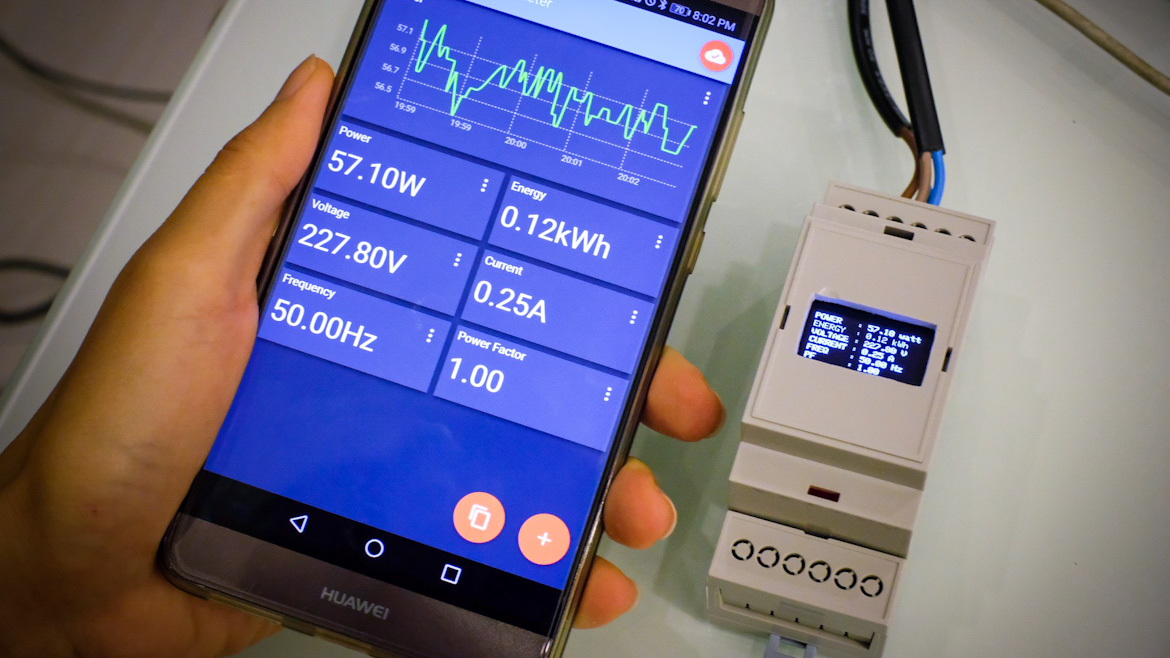 70 8:02 PM
57.1
56.9
56.7
56.5
19:59
19:59
20:00
20:01
20:02
Power
57.10W
Energy
0.12kWh
Voltage
227.80V
Current
0.25A
Frequency
50.00Hz
Power Factor
1.00
HUAWEI
POWER : 57.10 watt
ENERGY : 0.12 kWh
VOLTAGE : 227.80 V
CURRENT : 0.25 A
FREQ : 50.00 Hz
PF : 1.00